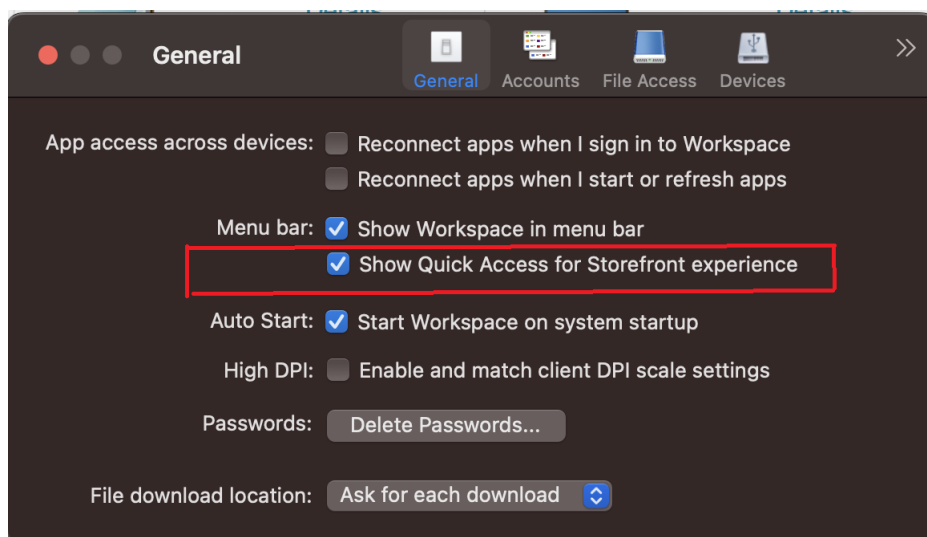 General
General Accounts File Access Devices
App access across devices: Reconnect apps when I sign in to Workspace
Reconnect apps when I start or refresh apps
Menu bar: Show Workspace in menu bar
Show Quick Access for Storefront experience
Auto Start: Start Workspace on system startup
High DPI: Enable and match client DPI scale settings
Passwords: Delete Passwords...
File download location: Ask for each download